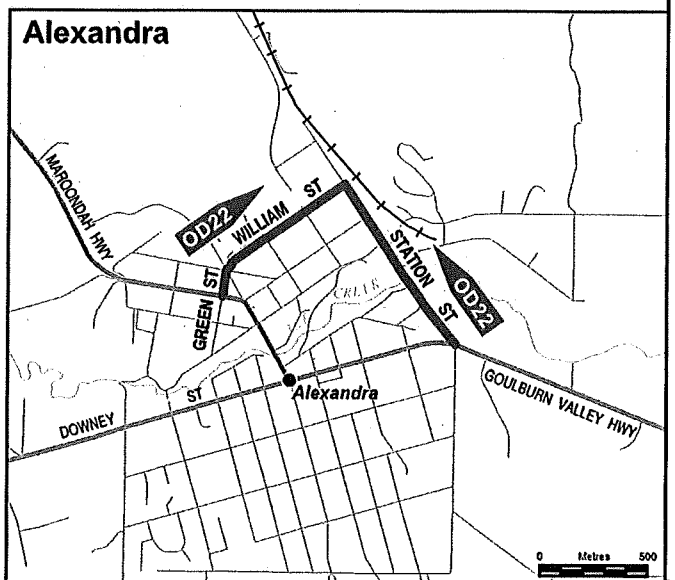 Alexandra
MAROONDAH HWY
OD22
WILLIAM ST
GREEN ST
STATION ST
OD22
CREEK
Alexandra
DOWNEY ST
GOULBURN VALLEY HWY
0 Metres 500